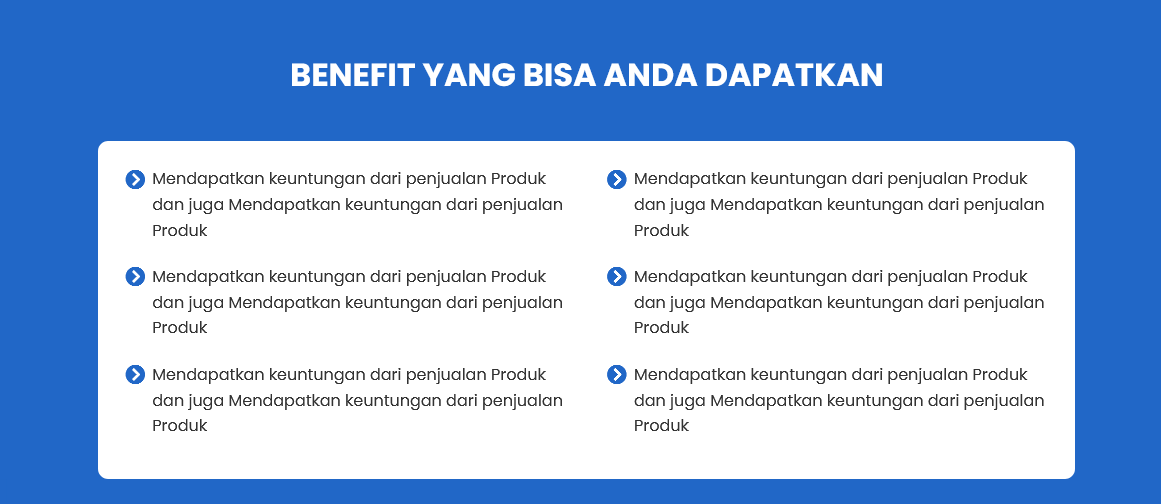 BENEFIT YANG BISA ANDA DAPATKAN
Mendapatkan keuntungan dari penjualan Produk
dan juga Mendapatkan keuntungan dari penjualan
Produk
Mendapatkan keuntungan dari penjualan Produk
dan juga Mendapatkan keuntungan dari penjualan
Produk
Mendapatkan keuntungan dari penjualan Produk
dan juga Mendapatkan keuntungan dari penjualan
Produk
Mendapatkan keuntungan dari penjualan Produk
dan juga Mendapatkan keuntungan dari penjualan
Produk
Mendapatkan keuntungan dari penjualan Produk
dan juga Mendapatkan keuntungan dari penjualan
Produk
Mendapatkan keuntungan dari penjualan Produk
dan juga Mendapatkan keuntungan dari penjualan
Produk